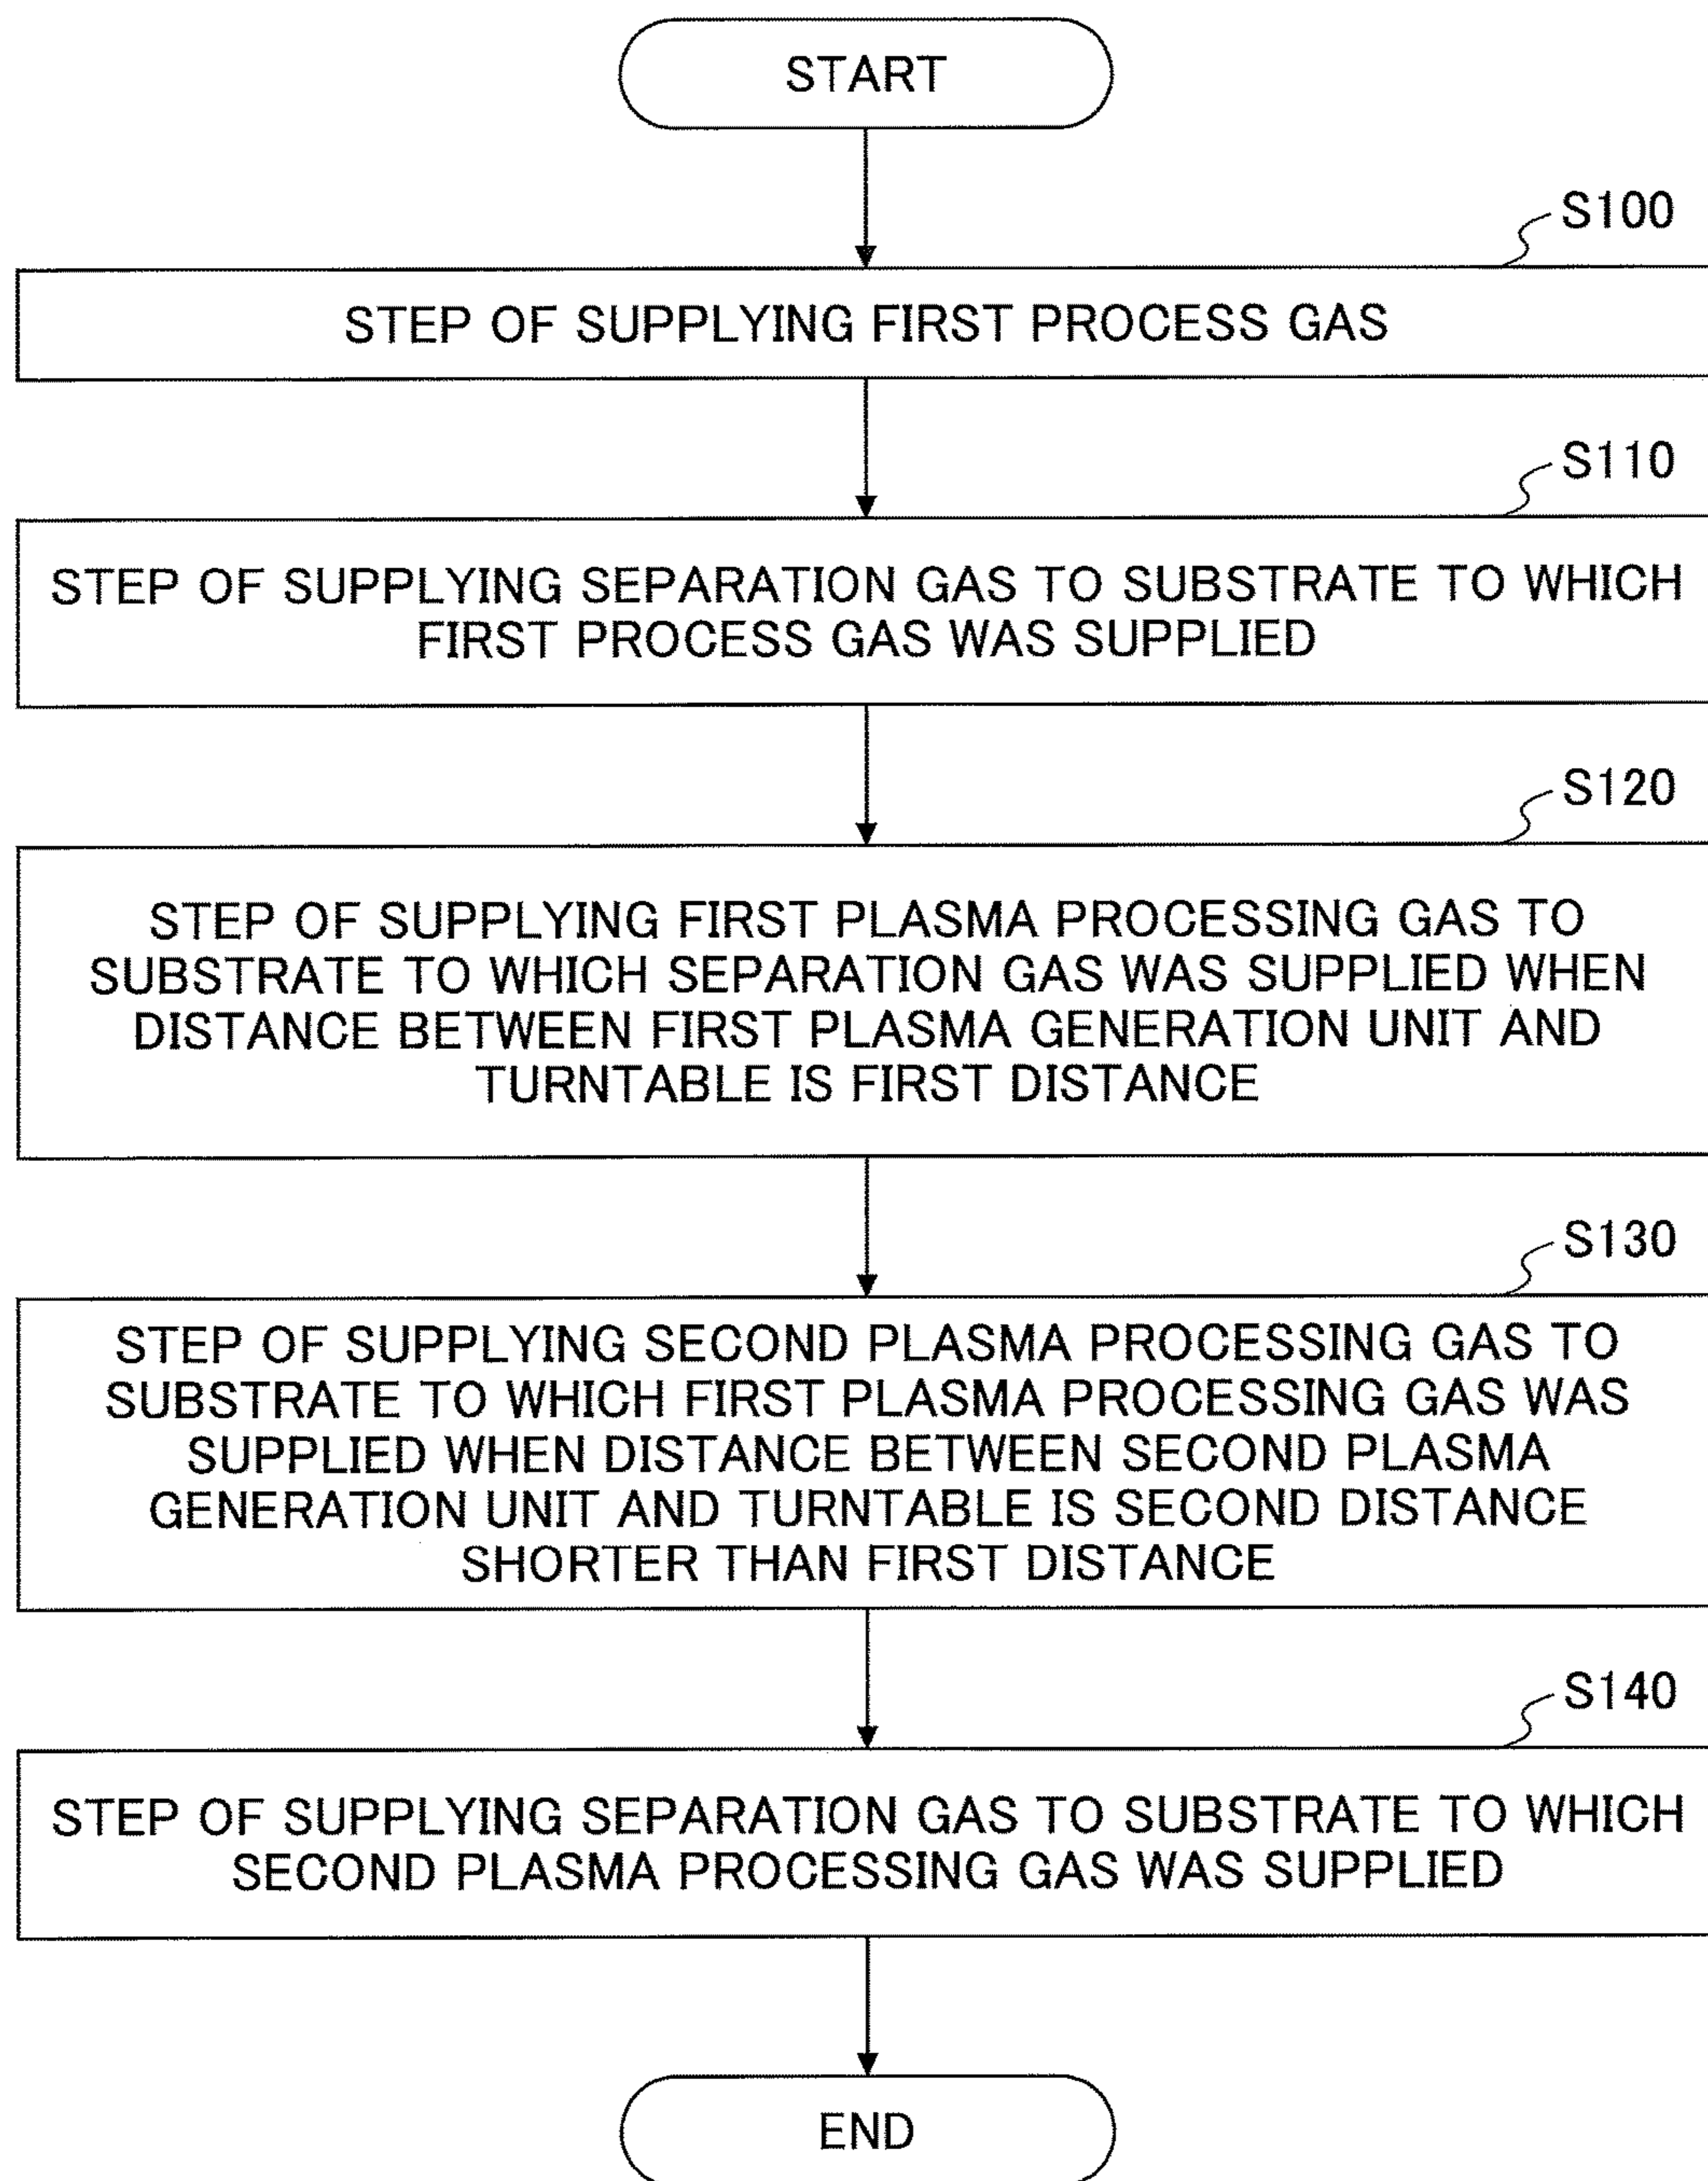 START
S100
STEP OF SUPPLYING FIRST PROCESS GAS
S110
STEP OF SUPPLYING SEPARATION GAS TO SUBSTRATE TO WHICH
FIRST PROCESS GAS WAS SUPPLIED
S120
STEP OF SUPPLYING FIRST PLASMA PROCESSING GAS TO
SUBSTRATE TO WHICH SEPARATION GAS WAS SUPPLIED WHEN
DISTANCE BETWEEN FIRST PLASMA GENERATION UNIT AND
TURNTABLE IS FIRST DISTANCE
S130
STEP OF SUPPLYING SECOND PLASMA PROCESSING GAS TO
SUBSTRATE TO WHICH FIRST PLASMA PROCESSING GAS WAS
SUPPLIED WHEN DISTANCE BETWEEN SECOND PLASMA
GENERATION UNIT AND TURNTABLE IS SECOND DISTANCE
SHORTER THAN FIRST DISTANCE
S140
STEP OF SUPPLYING SEPARATION GAS TO SUBSTRATE TO WHICH
SECOND PLASMA PROCESSING GAS WAS SUPPLIED
END